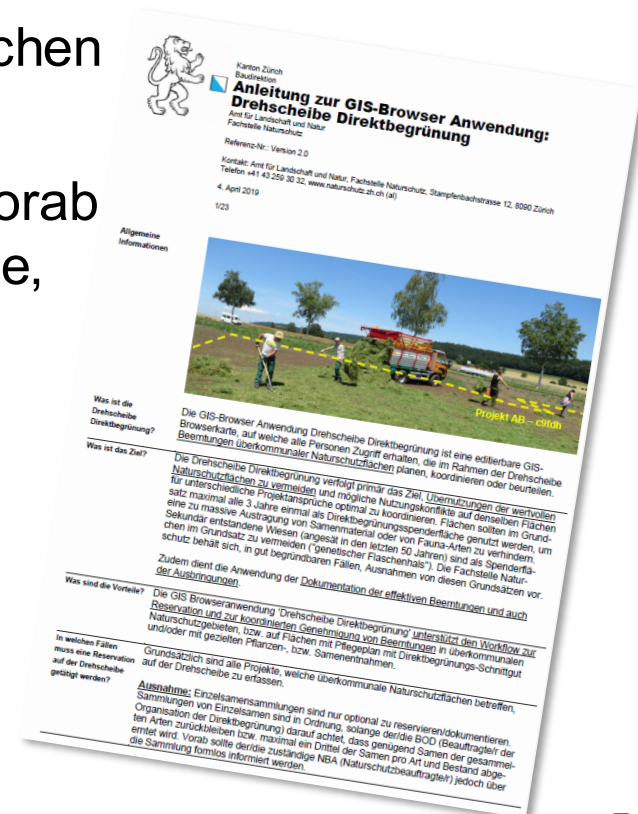 chen
orab
e,
Kanton Zürich
Baudirektion
Anleitung zur GIS-Browser Anwendung:
Drehscheibe Direktbegrünung
Amt für Landschaft und Natur
Fachstelle Naturschutz
Referenz-Nr.: Version 2.0
Kontakt: Amt für Landschaft und Natur, Fachstelle Naturschutz, Stampfenbachstrasse 12, 8090 Zürich
Telefon +41 43 259 30 32, www.naturschutz.zh.ch (al)
4. April 2019
1/23
Allgemeine
Informationen
Projekt AB – c9fdh
Was ist die
Drehscheibe
Direktbegrünung?
Die GIS-Browser Anwendung Drehscheibe Direktbegrünung ist eine editierbare GIS-
Browserkarte, auf welche alle Personen Zugriff erhalten, die im Rahmen der Drehscheibe
Beerntungen überkommunaler Naturschutzflächen planen, koordinieren oder beurteilen.
Was ist das Ziel?
Die Drehscheibe Direktbegrünung verfolgt primär das Ziel, Übernutzungen der wertvollen
Naturschutzflächen zu vermeiden und mögliche Nutzungskonflikte auf denselben Flächen
für unterschiedliche Projektansprüche optimal zu koordinieren. Flächen sollten im Grund-
satz maximal alle 3 Jahre einmal als Direktbegrünungsspenderfläche genutzt werden, um
eine zu massive Austragung von Samenmaterial oder von Fauna-Arten zu verhindern.
Sekundär entstandene Wiesen (angesät in den letzten 50 Jahren) sind als Spenderflä-
chen im Grundsatz zu vermeiden ("genetischer Flaschenhals"). Die Fachstelle Natur-
schutz behält sich, in gut begründbaren Fällen, Ausnahmen von diesen Grundsätzen vor.
Zudem dient die Anwendung der Dokumentation der effektiven Beerntungen und auch
der Ausbringungen.
Was sind die Vorteile?
Die GIS Browseranwendung 'Drehscheibe Direktbegrünung' unterstützt den Workflow zur
Reservation und zur koordinierten Genehmigung von Beerntungen in überkommunalen
Naturschutzgebieten, bzw. auf Flächen mit Pflegeplan mit Direktbegrünungs-Schnittgut
und/oder mit gezielten Pflanzen-, bzw. Samenentnahmen.
In welchen Fällen
muss eine Reservation
auf der Drehscheibe
getätigt werden?
Grundsätzlich sind alle Projekte, welche überkommunale Naturschutzflächen betreffen,
auf der Drehscheibe zu erfassen.
Ausnahme: Einzelsamensammlungen sind nur optional zu reservieren/dokumentieren.
Sammlungen von Einzelsamen sind in Ordnung, solange der/die BOD (Beauftragte/r der
Organisation der Direktbegrünung) darauf achtet, dass genügend Samen der gesammel-
ten Arten zurückbleiben bzw. maximal ein Drittel der Samen pro Art und Bestand abge-
erntet wird. Vorab sollte der/die zuständige NBA (Naturschutzbeauftragte/r) jedoch über
die Sammlung formlos informiert werden.